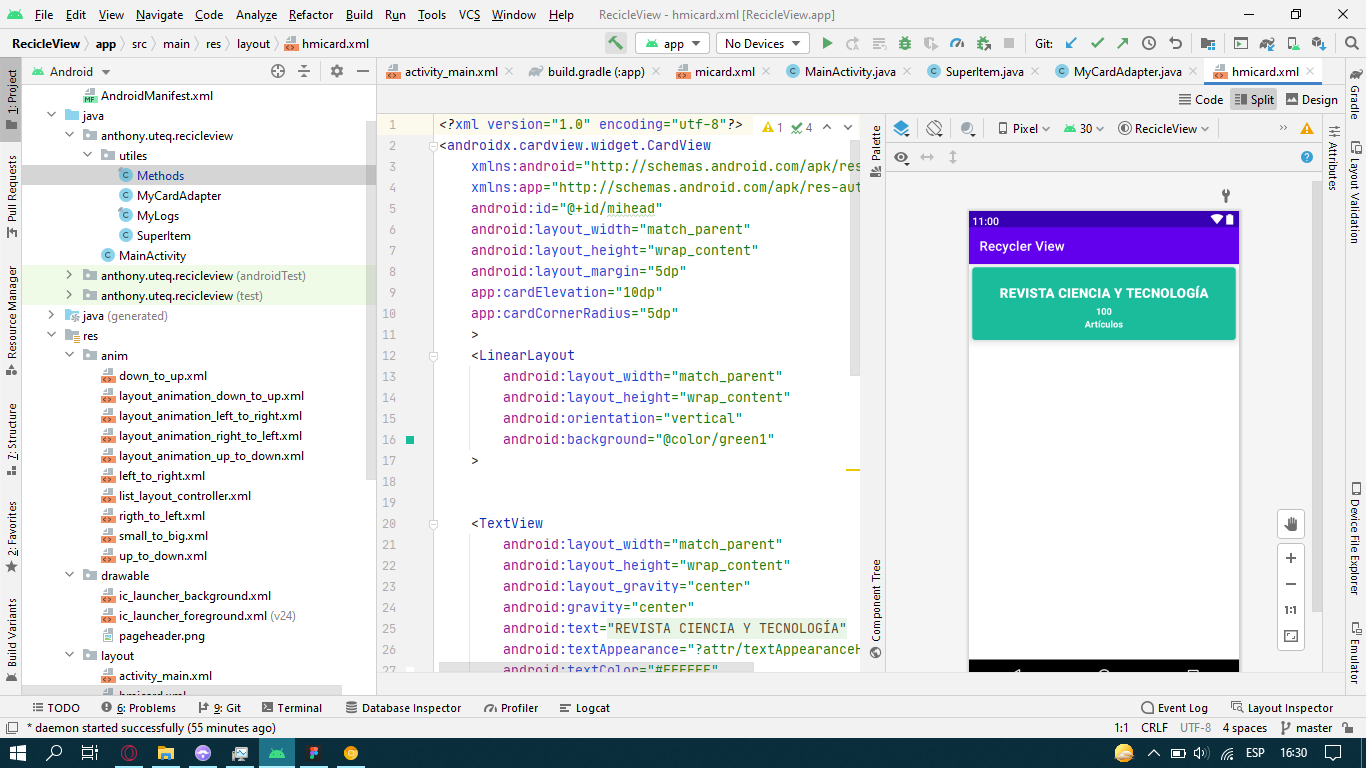 File Edit View Navigate Code Analyze Refactor Build Run Tools VCS Window Help RecicleView - hmicard.xml [RecicleView.app]
RecicleView app src main res layout hmicard.xml app No Devices Git:
Android activity_main.xml build.gradle (:app) micard.xml MainActivity.java SuperItem.java MyCardAdapter.java hmicard.xml
Code Split Design
1: Project
Pull Requests
Resource Manager
7: Structure
2: Favorites
Build Variants
AndroidManifest.xml
java
anthony.uteq.recicleview
utiles
Methods
MyCardAdapter
MyLogs
SuperItem
MainActivity
anthony.uteq.recicleview (androidTest)
anthony.uteq.recicleview (test)
java (generated)
res
anim
down_to_up.xml
layout_animation_down_to_up.xml
layout_animation_left_to_right.xml
layout_animation_right_to_left.xml
layout_animation_up_to_down.xml
left_to_right.xml
list_layout_controller.xml
rigth_to_left.xml
small_to_big.xml
up_to_down.xml
drawable
ic_launcher_background.xml
ic_launcher_foreground.xml (v24)
pageheader.png
layout
activity_main.xml
hmicard.xml
1 <?xml version="1.0" encoding="utf-8"?> 1 4
2 <androidx.cardview.widget.CardView
3 xmlns:android="http://schemas.android.com/apk/res
4 xmlns:app="http://schemas.android.com/apk/res-aut
5 android:id="@+id/mihead"
6 android:layout_width="match_parent"
7 android:layout_height="wrap_content"
8 android:layout_margin="5dp"
9 app:cardElevation="10dp"
10 app:cardCornerRadius="5dp"
11 >
12 <LinearLayout
13 android:layout_width="match_parent"
14 android:layout_height="wrap_content"
15 android:orientation="vertical"
16 android:background="@color/green1"
17 >
18
19
20 <TextView
21 android:layout_width="match_parent"
22 android:layout_height="wrap_content"
23 android:layout_gravity="center"
24 android:gravity="center"
25 android:text="REVISTA CIENCIA Y TECNOLOGÍA"
26 android:textAppearance="?attr/textAppearanceH
27 android:textColor="#FFFFFF"
Palette
Component Tree
Pixel 30 RecicleView
11:00
Recycler View
REVISTA CIENCIA Y TECNOLOGÍA
100
Artículos
1:1
Attributes
Gradle
Layout Validation
Device File Explorer
Emulator
TODO 6: Problems 9: Git Terminal Database Inspector Profiler Logcat Event Log Layout Inspector
* daemon started successfully (55 minutes ago) 1:1 CRLF UTF-8 4 spaces master
ESP 16:30